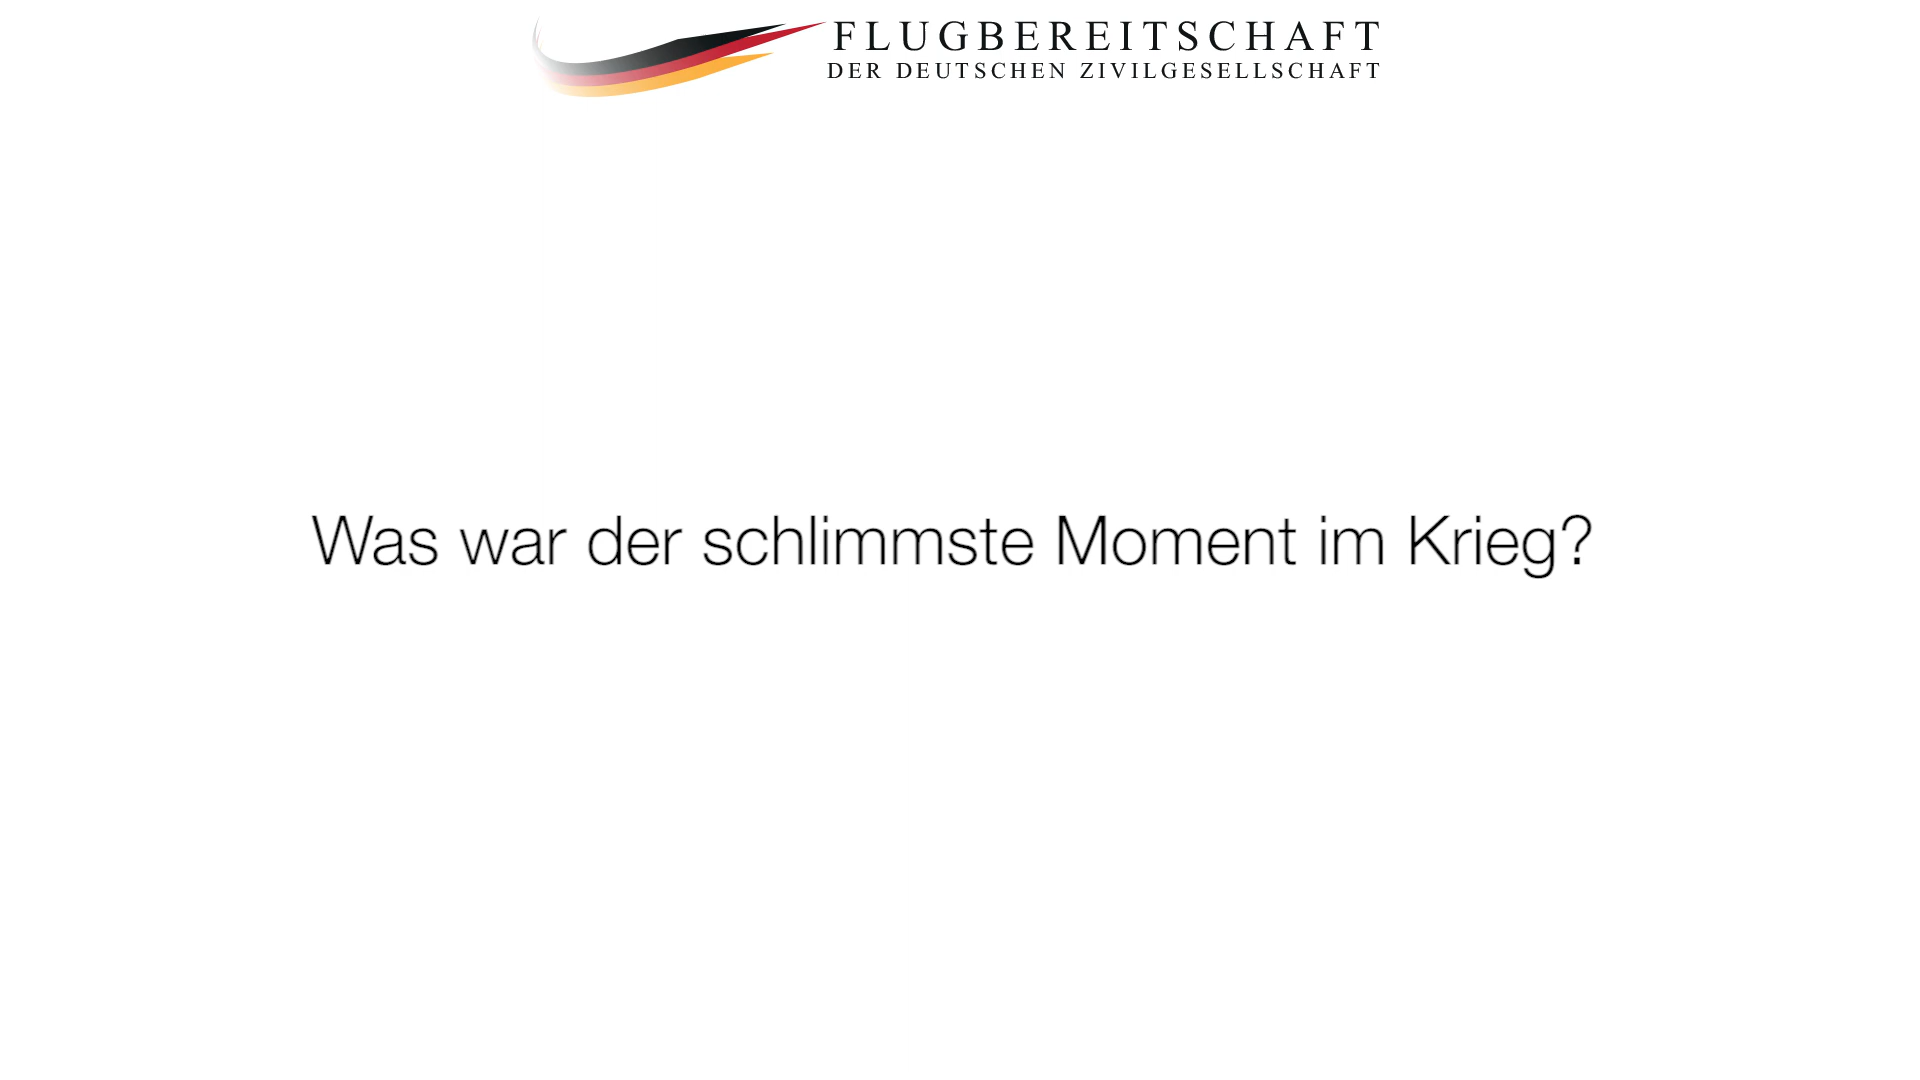 FLUGBEREITSCHAFT
DER DEUTSCHEN ZIVILGESELLSCHAFT
Was war der schlimmste Moment im Krieg?